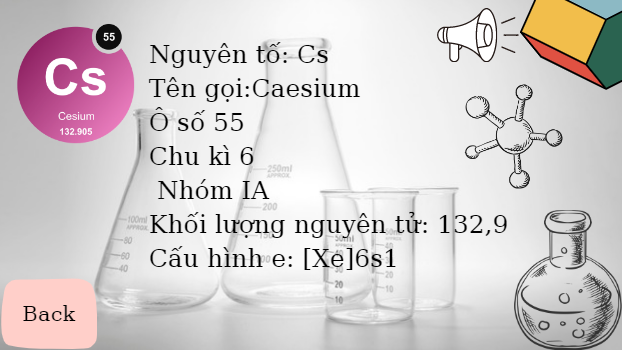 55
Cs
Cesium
132.905
Nguyên tố: Cs
Tên gọi:Caesium
Ô số 55
Chu kì 6
Nhóm IA
Khối lượng nguyên tử: 132,9
Cấu hình e: [Xe]6s1
Back
250ml
APPROX.
200
100ml
APPROX.
80
60
40
50ml
30
20
10
20
10